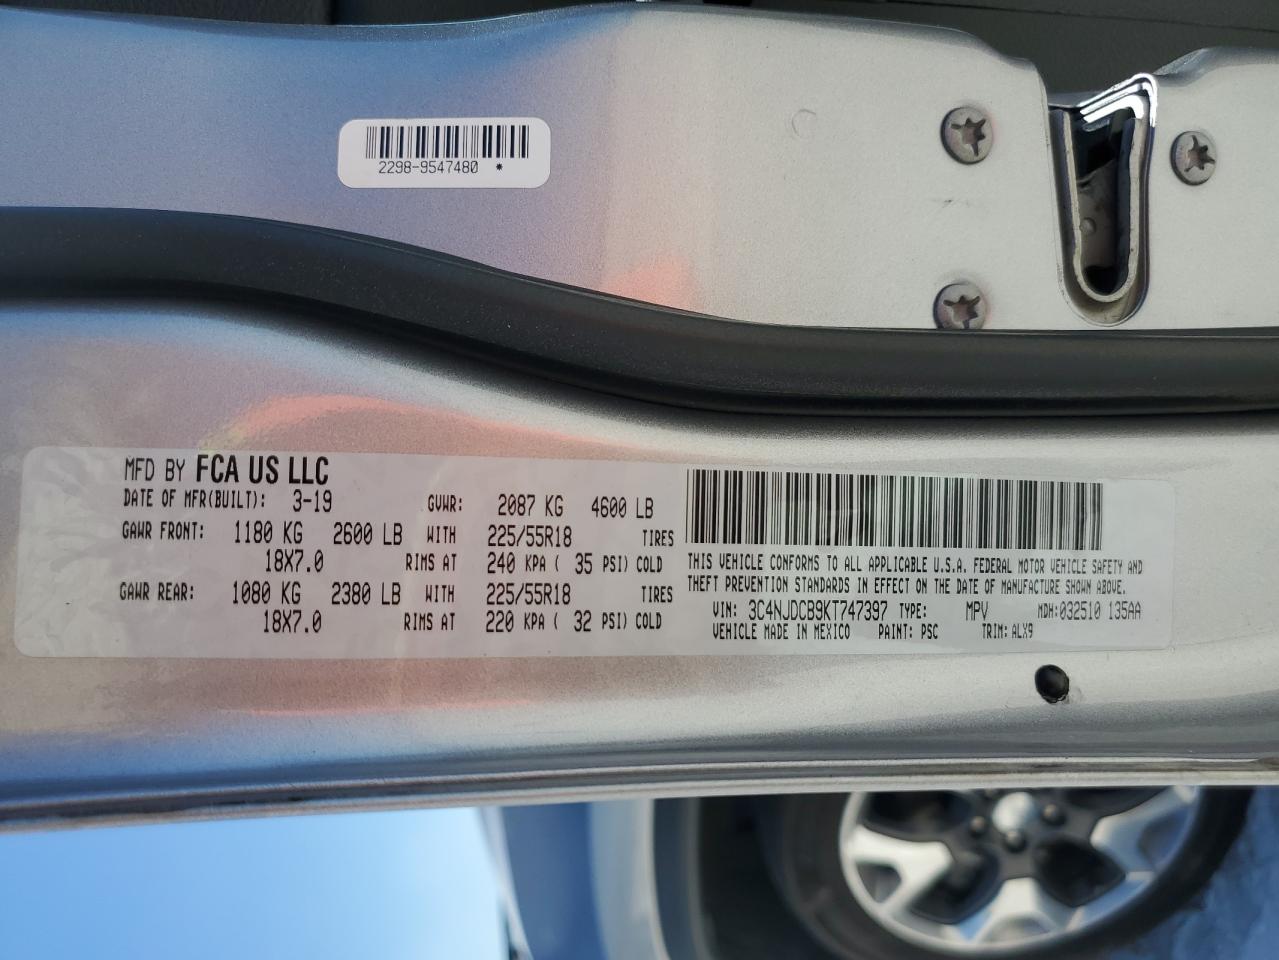 2298-9547480 *
MFD BY FCA US LLC
DATE OF MFR(BUILT): 3-19 GVWR: 2087 KG 4600 LB
GAWR FRONT: 1180 KG 2600 LB WITH 225/55R18 TIRES
18X7.0 RIMS AT 240 KPA ( 35 PSI) COLD
GAWR REAR: 1080 KG 2380 LB WITH 225/55R18 TIRES
18X7.0 RIMS AT 220 KPA ( 32 PSI) COLD
THIS VEHICLE CONFORMS TO ALL APPLICABLE U.S.A. FEDERAL MOTOR VEHICLE SAFETY AND
THEFT PREVENTION STANDARDS IN EFFECT ON THE DATE OF MANUFACTURE SHOWN ABOVE.
VIN: 3C4NJDCB9KT747397 TYPE: MPV MDH:032510 135AA
VEHICLE MADE IN MEXICO PAINT: PSC TRIM: ALX9